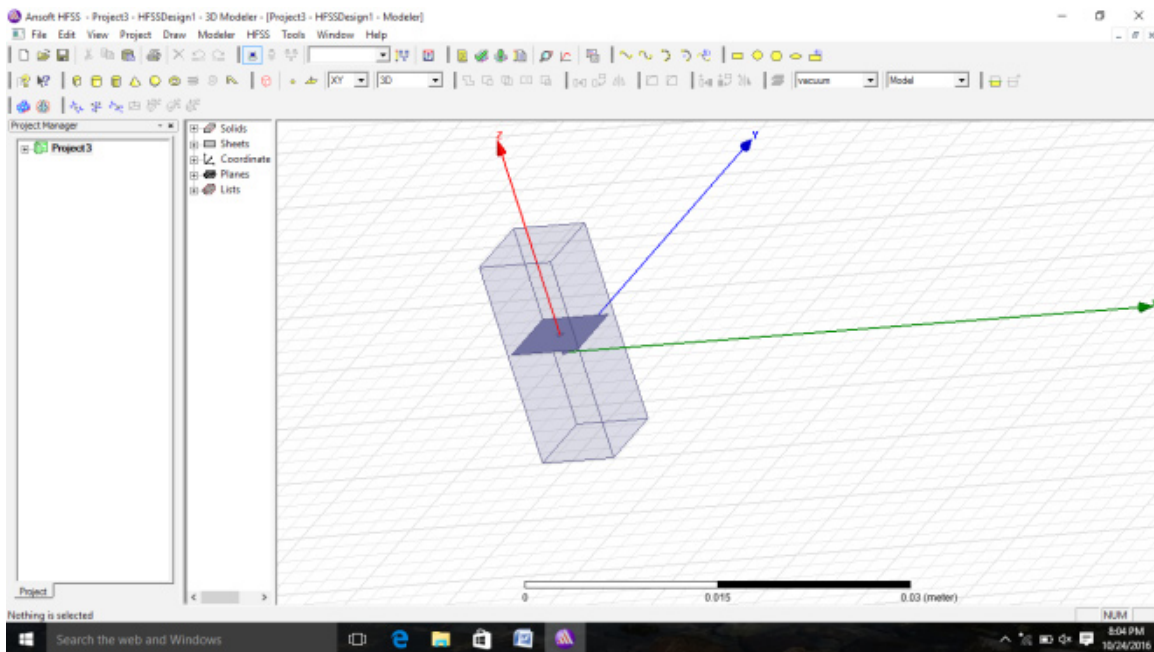 Ansoft HFSS - Project3 - HFSSDesign1 - 3D Modeler - [Project3 - HFSSDesign1 - Modeler]
File Edit View Project Draw Modeler HFSS Tools Window Help
XY 3D vacuum Model
Project Manager
Project3
Solids
Sheets
Coordinate
Planes
Lists
Z
Y
0 0.015 0.03 (meter)
Project
Nothing is selected
NUM
Search the web and Windows
8:04 PM
10/24/2016